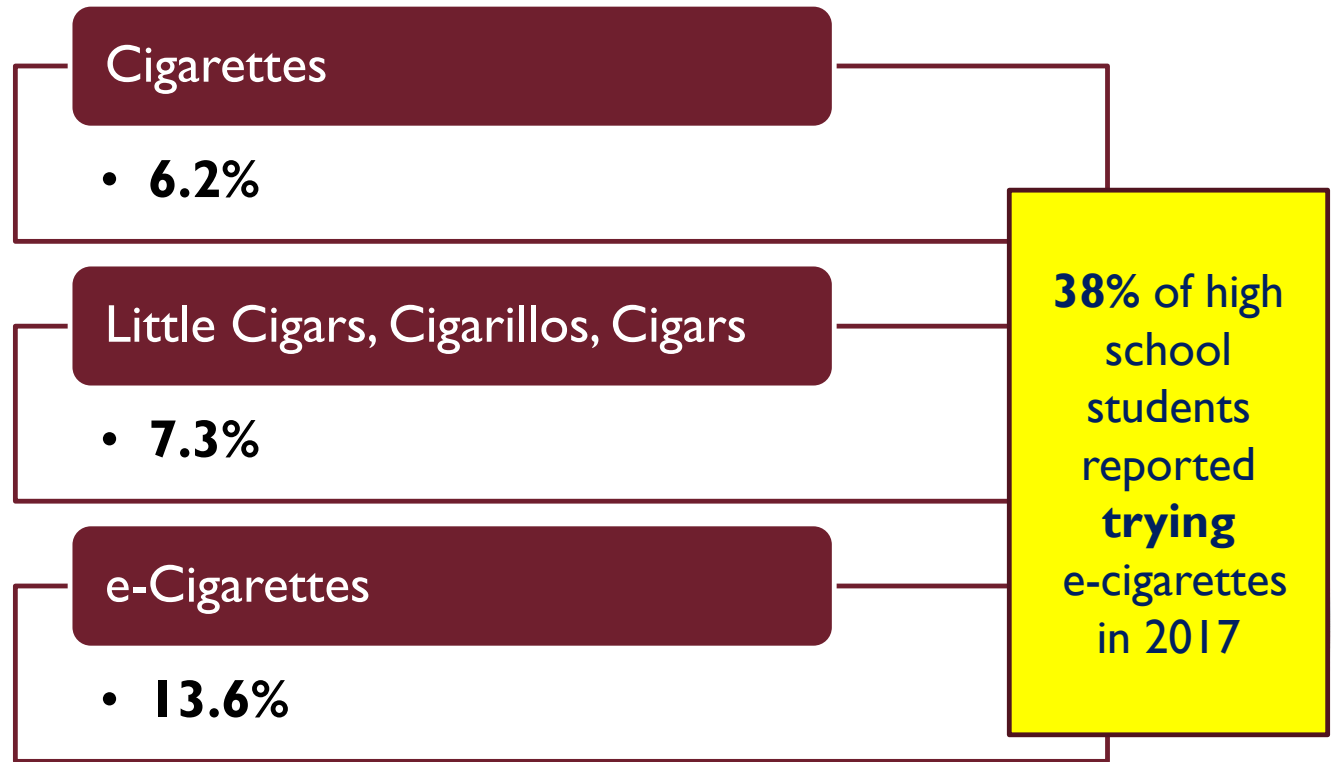 Cigarettes
• 6.2%
Little Cigars, Cigarillos, Cigars
• 7.3%
e-Cigarettes
• 13.6%
38% of high
school
students
reported
trying
e-cigarettes
in 2017